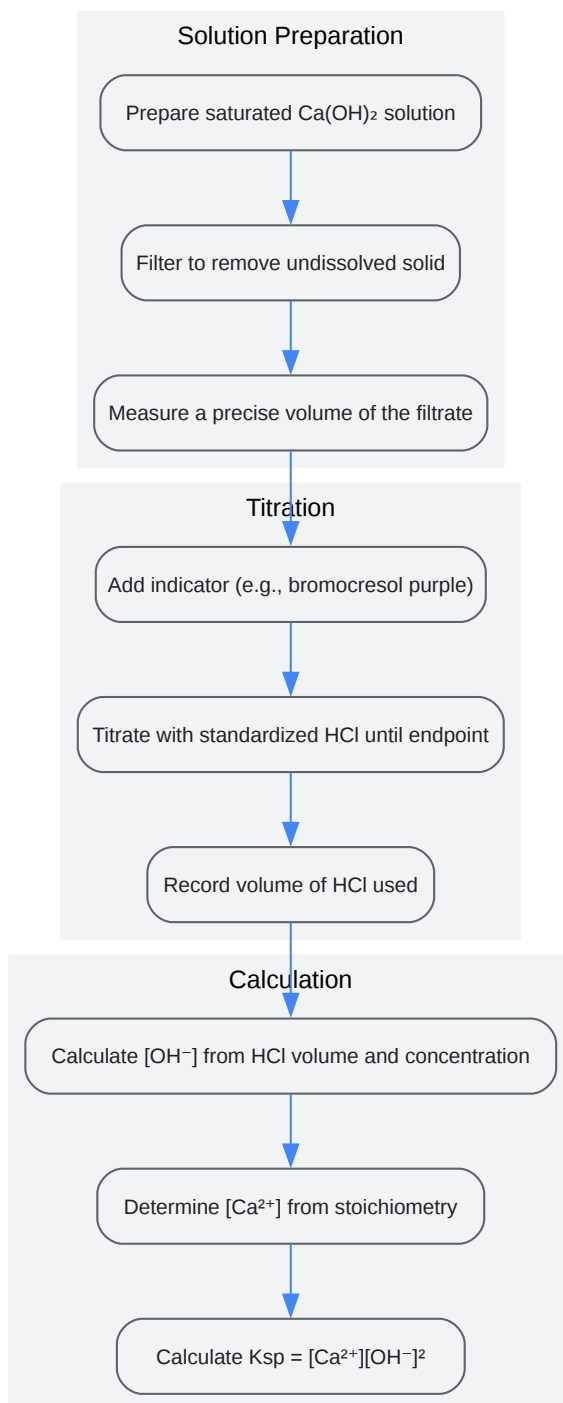 Solution Preparation
Prepare saturated Ca(OH)₂ solution
Filter to remove undissolved solid
Measure a precise volume of the filtrate
Titration
Add indicator (e.g., bromocresol purple)
Titrate with standardized HCl until endpoint
Record volume of HCl used
Calculation
Calculate [OH⁻] from HCl volume and concentration
Determine [Ca²⁺] from stoichiometry
Calculate Ksp = [Ca²⁺][OH⁻]²